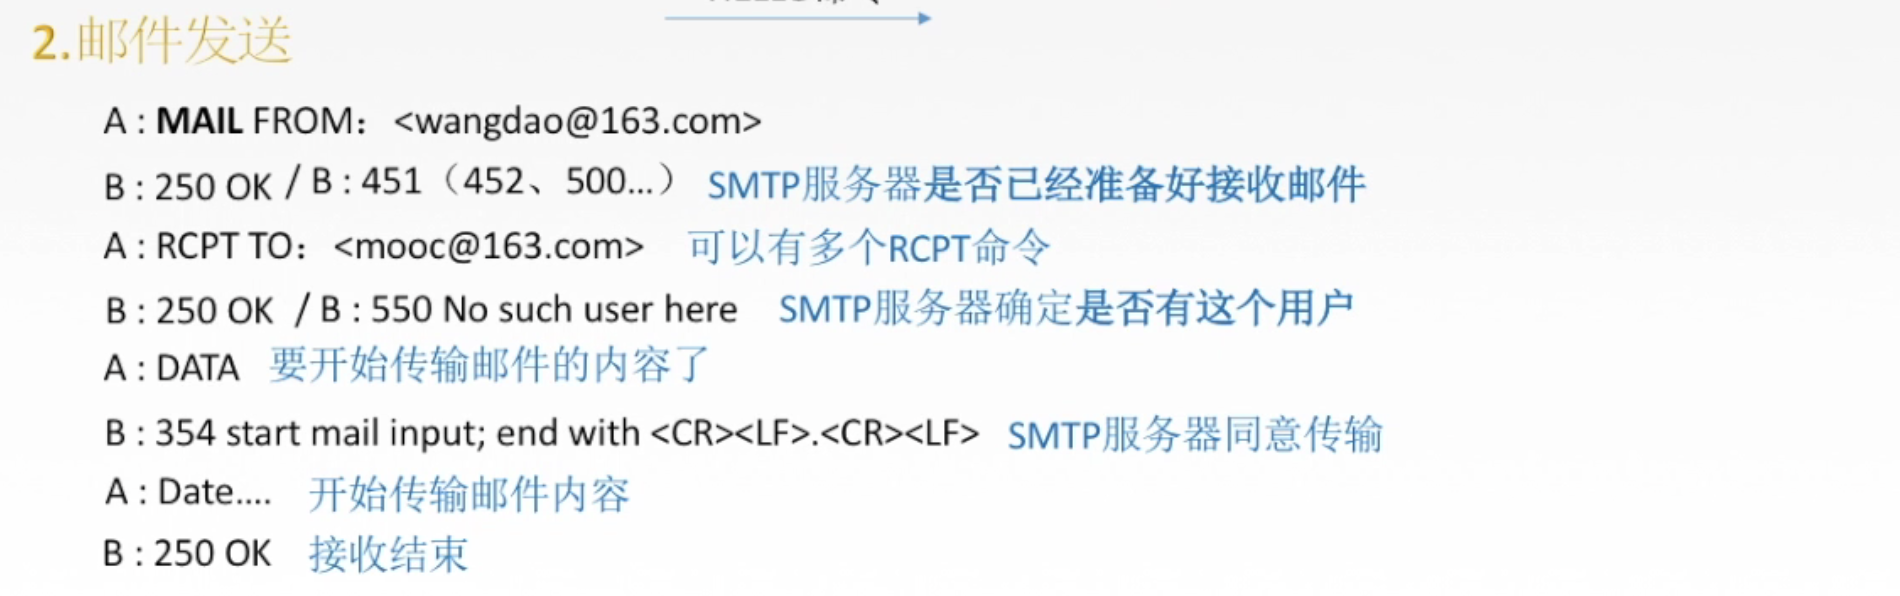 2.邮件发送
A : MAIL FROM：<wangdao@163.com>
B : 250 OK / B : 451（452、500...） SMTP服务器是否已经准备好接收邮件
A : RCPT TO：<mooc@163.com> 可以有多个RCPT命令
B : 250 OK / B : 550 No such user here SMTP服务器确定是否有这个用户
A : DATA 要开始传输邮件的内容了
B : 354 start mail input; end with <CR><LF>.<CR><LF> SMTP服务器同意传输
A : Date.... 开始传输邮件内容
B : 250 OK 接收结束